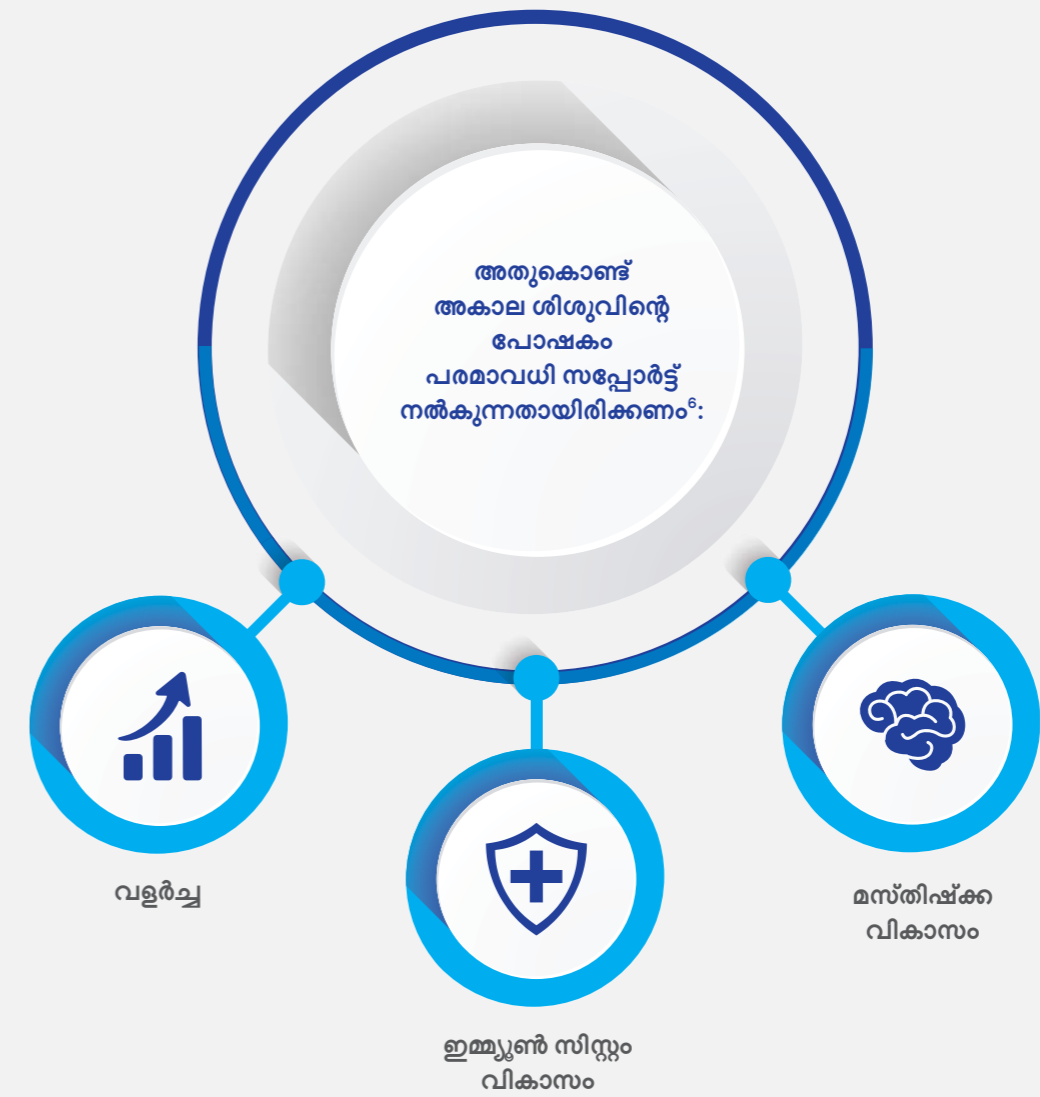 അതുകൊണ്ട്
അകാല ശിശുവിന്റെ
പോഷകം
പരമാവധി സപ്പോർട്ട്
നൽകുന്നതായിരിക്കണം⁶:
വളർച്ച
ഇമ്മ്യൂൺ സിസ്റ്റം
വികാസം
മസ്തിഷ്ക്ക
വികാസം